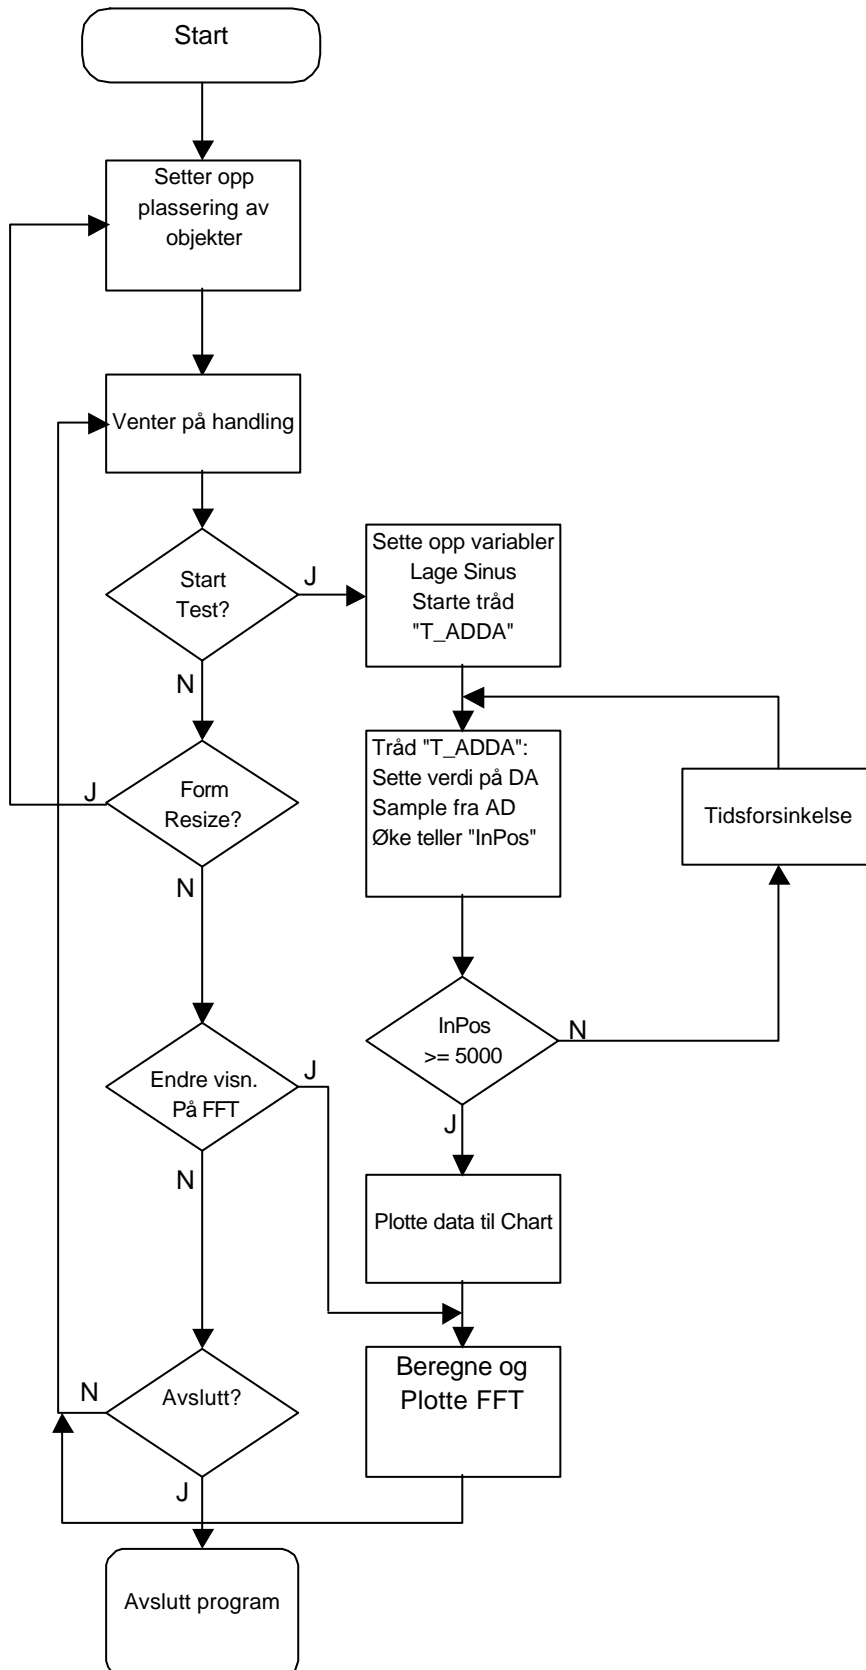 Start
Setter opp
plassering av
objekter
Venter på handling
Start
Test?
J
N
Sette opp variabler
Lage Sinus
Starte tråd
"T_ADDA"
Form
Resize?
J
N
Tråd "T_ADDA":
Sette verdi på DA
Sample fra AD
Øke teller "InPos"
Tidsforsinkelse
InPos
>= 5000
N
J
Endre visn.
På FFT
J
N
Plotte data til Chart
Beregne og
Plotte FFT
Avslutt?
N
J
Avslutt program